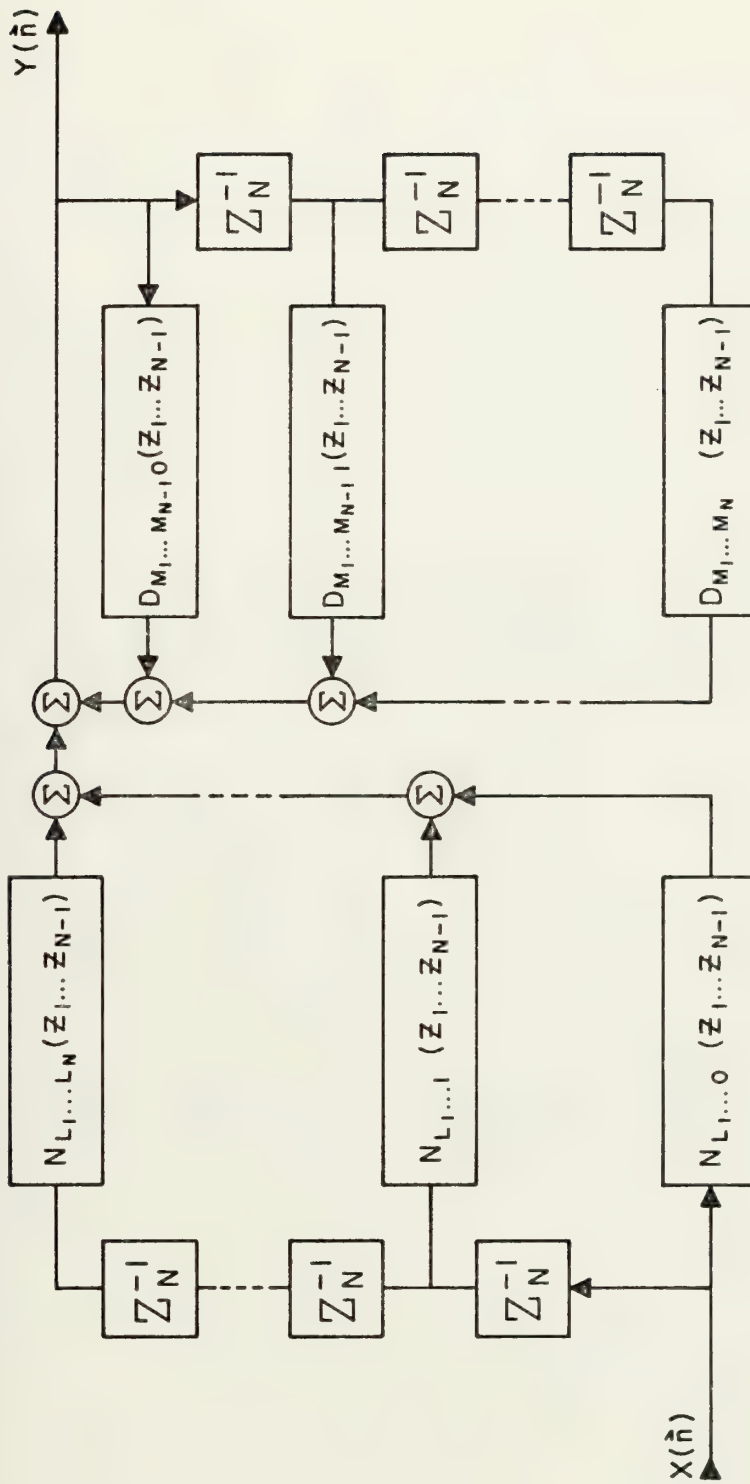 X(n̂)
Z_N^{-1}
Z_N^{-1}
Z_N^{-1}
N_{L_1...L_N}(Z_1...Z_{N-1})
N_{L_1...1} (Z_1...Z_{N-1})
N_{L_1...0} (Z_1...Z_{N-1})
Σ
Σ
Σ
Σ
Σ
D_{M_1...M_{N-1}0}(Z_1...Z_{N-1})
D_{M_1...M_{N-1}1}(Z_1...Z_{N-1})
D_{M_1...M_N} (Z_1...Z_{N-1})
Z_N^{-1}
Z_N^{-1}
Z_N^{-1}
Y(n̂)